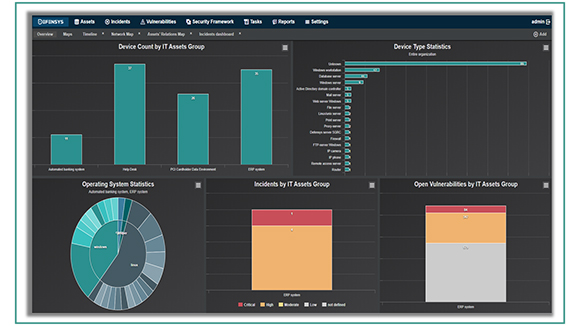 DEFENSYS Assets Incidents Vulnerabilities Security Framework Tasks Reports Settings admin
Overview Maps Timeline Network Map Assets' Relations Map Incidents dashboard Add
Device Count by IT Assets Group
Automated banking system Help Desk PCI Cardholder Data Environment ERP system
Device Type Statistics
Entire organization
Unknown
Windows workstation
Database server
Windows server
Active Directory domain controller
Mail server
Web server Windows
File server
Linux/unix server
Print server
Proxy server
Defensys server SGRC
Firewall
FTP-server Windows
IP camera
IP phone
Remote access server
Router
Operating System Statistics
Automated banking system, ERP system
Windows
linux
Incidents by IT Assets Group
ERP system
Critical High Moderate Low not defined
Open Vulnerabilities by IT Assets Group
ERP system